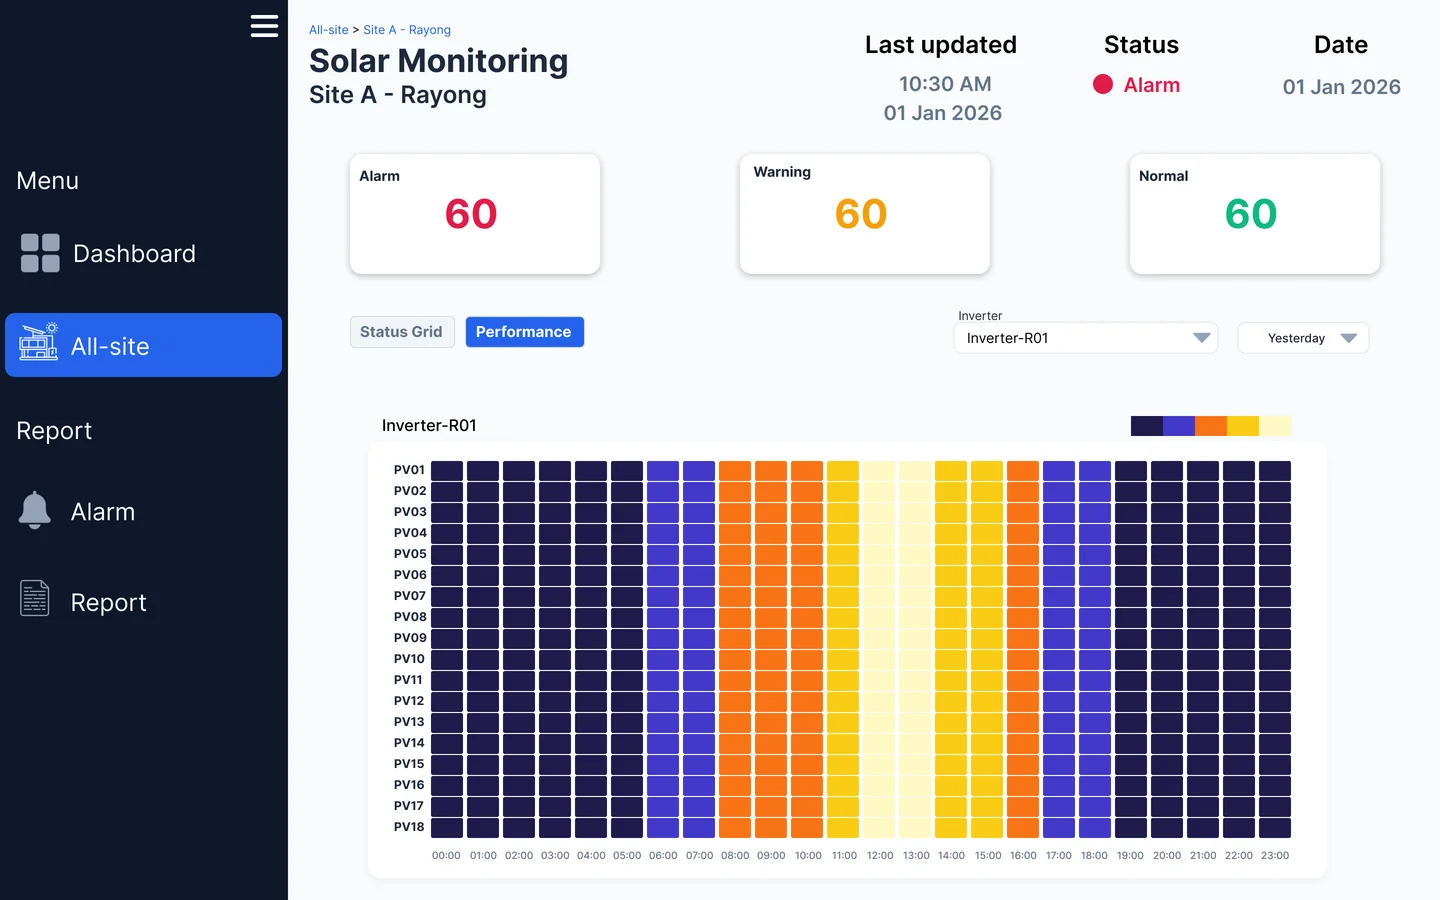 All-site > Site A - Rayong
Solar Monitoring
Site A - Rayong
Last updated
10:30 AM
01 Jan 2026
Status
Alarm
Date
01 Jan 2026
Menu
Dashboard
All-site
Report
Alarm
Report
Alarm
60
Warning
60
Normal
60
Status Grid
Performance
Inverter
Inverter-R01
Yesterday
Inverter-R01
PV01
PV02
PV03
PV04
PV05
PV06
PV07
PV08
PV09
PV10
PV11
PV12
PV13
PV14
PV15
PV16
PV17
PV18
00:00 01:00 02:00 03:00 04:00 05:00 06:00 07:00 08:00 09:00 10:00 11:00 12:00 13:00 14:00 15:00 16:00 17:00 18:00 19:00 20:00 21:00 22:00 23:00